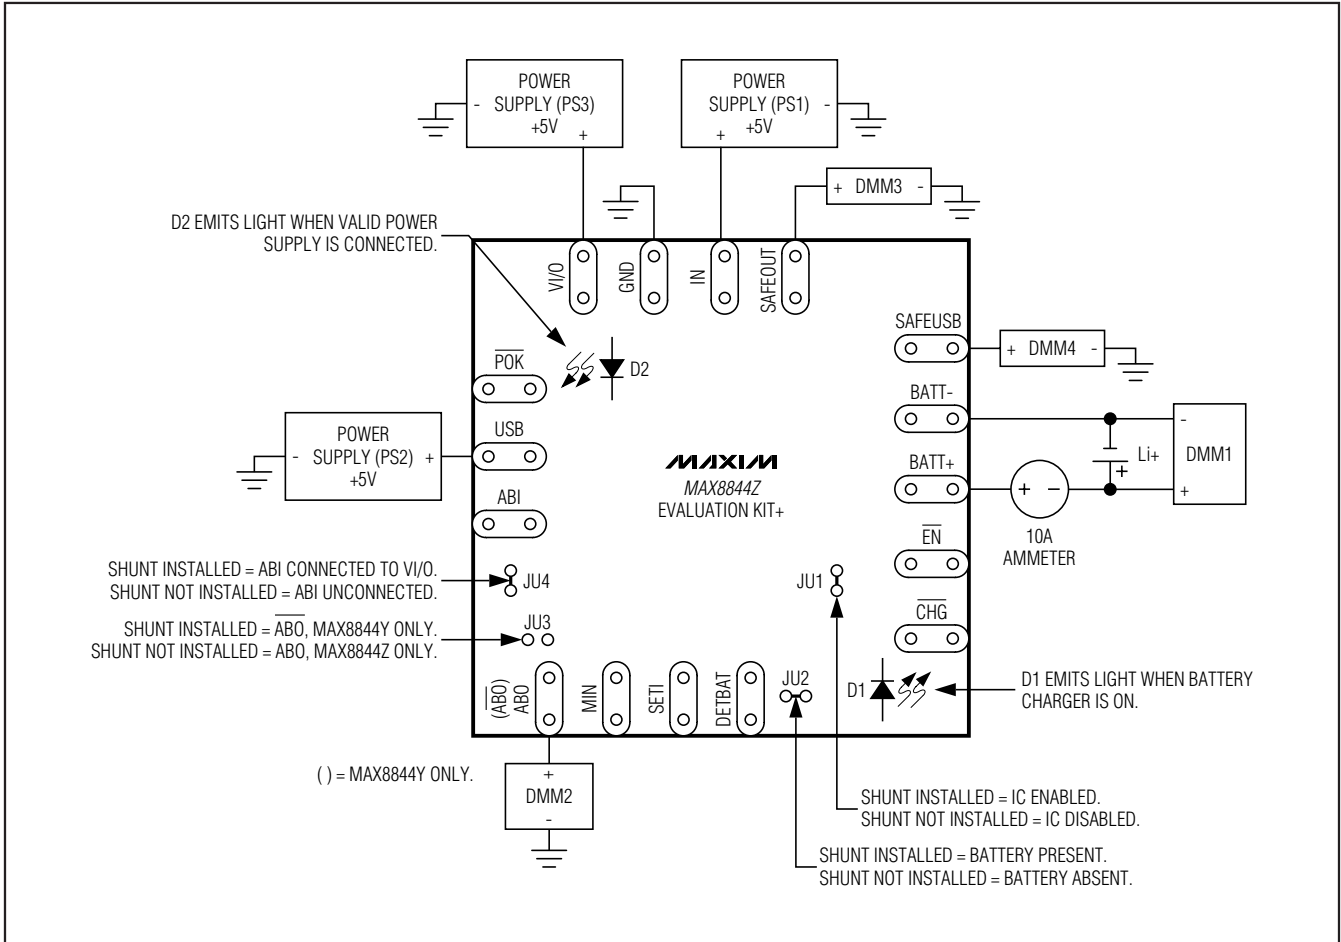 POWER
SUPPLY (PS3)
+5V
-
+
POWER
SUPPLY (PS1)
+5V
-
+
+ DMM3 -
D2 EMITS LIGHT WHEN VALID POWER
SUPPLY IS CONNECTED.
VI/O
GND
IN
SAFEOUT
SAFEUSB
+ DMM4 -
P̅O̅K̅
D2
BATT-
USB
POWER
- SUPPLY (PS2) +
+5V
BATT+
Li+
+
-
DMM1
+
+ -
10A
AMMETER
MAXIM
MAX8844Z
EVALUATION KIT+
ABI
E̅N̅
SHUNT INSTALLED = ABI CONNECTED TO VI/O.
SHUNT NOT INSTALLED = ABI UNCONNECTED.
JU4
JU1
C̅H̅G̅
SHUNT INSTALLED = A̅B̅O̅, MAX8844Y ONLY.
SHUNT NOT INSTALLED = ABO, MAX8844Z ONLY.
JU3
(A̅B̅O̅)
ABO
MIN
SETI
DETBAT
JU2
D1
D1 EMITS LIGHT WHEN BATTERY
CHARGER IS ON.
( ) = MAX8844Y ONLY.
+
DMM2
-
SHUNT INSTALLED = IC ENABLED.
SHUNT NOT INSTALLED = IC DISABLED.
SHUNT INSTALLED = BATTERY PRESENT.
SHUNT NOT INSTALLED = BATTERY ABSENT.